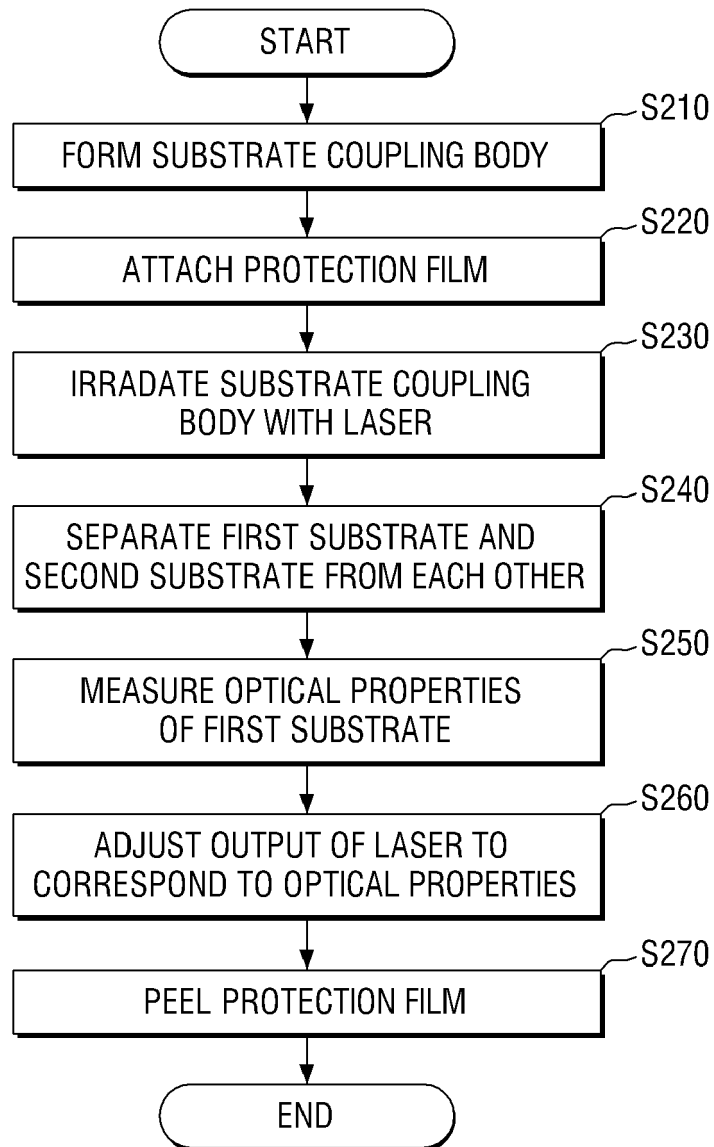 START
S210
FORM SUBSTRATE COUPLING BODY
S220
ATTACH PROTECTION FILM
S230
IRRADATE SUBSTRATE COUPLING
BODY WITH LASER
S240
SEPARATE FIRST SUBSTRATE AND
SECOND SUBSTRATE FROM EACH OTHER
S250
MEASURE OPTICAL PROPERTIES
OF FIRST SUBSTRATE
S260
ADJUST OUTPUT OF LASER TO
CORRESPOND TO OPTICAL PROPERTIES
S270
PEEL PROTECTION FILM
END